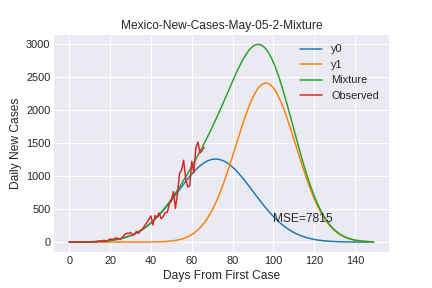 Mexico-New-Cases-May-05-2-Mixture
3000
2500
2000
1500
1000
500
0
Daily New Cases
y0
y1
Mixture
Observed
MSE=7815
0 20 40 60 80 100 120 140
Days From First Case